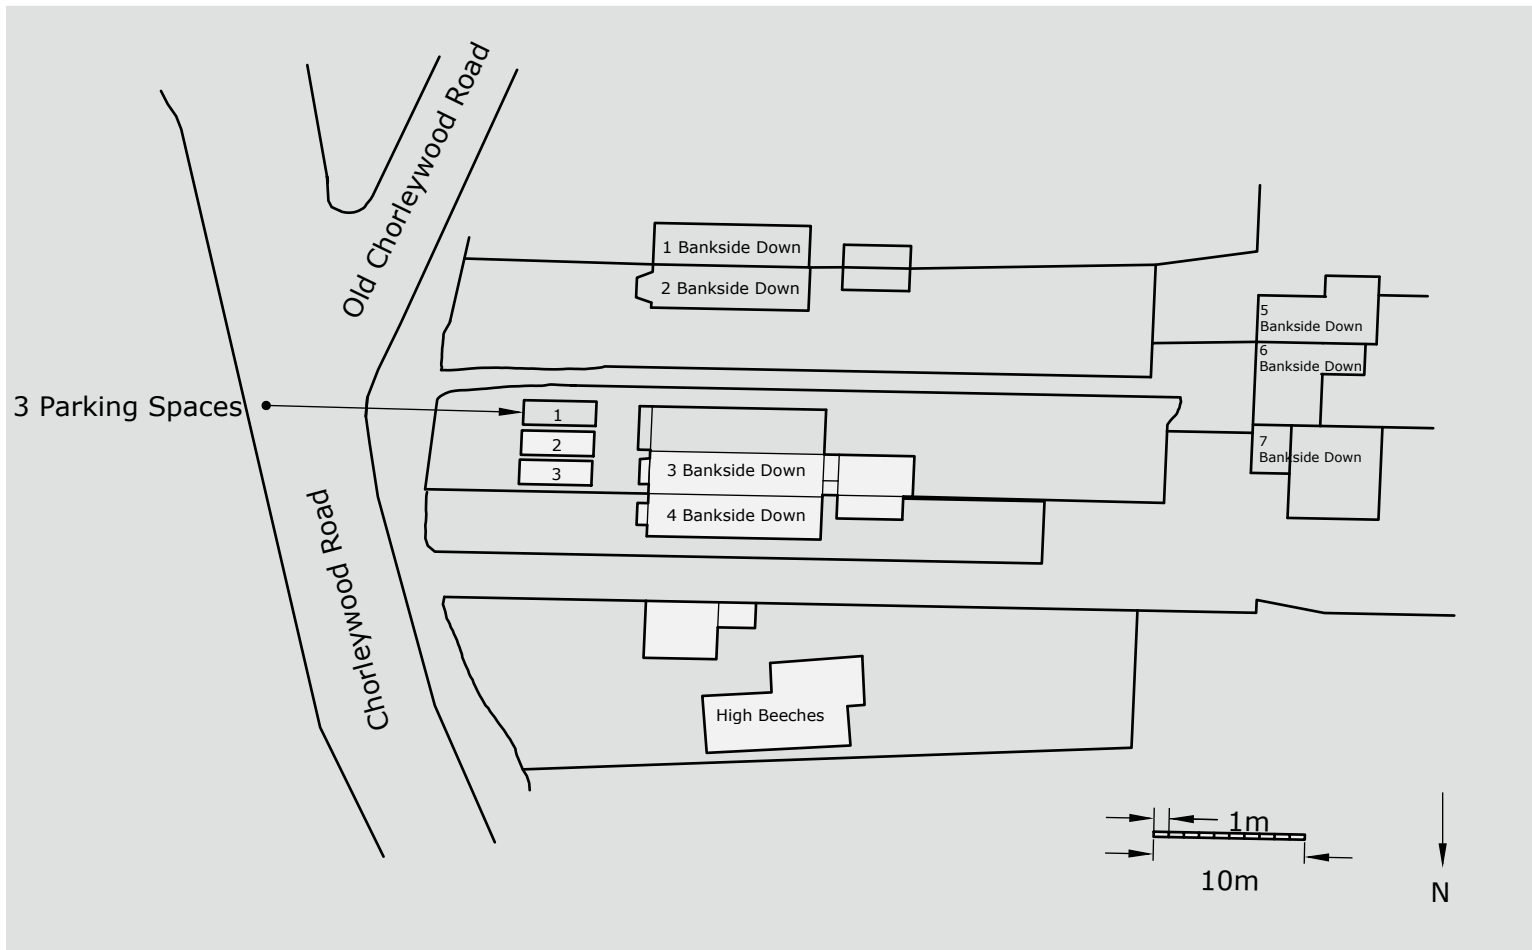 Old Chorleywood Road
1 Bankside Down
2 Bankside Down
5
Bankside Down
6
Bankside Down
3 Parking Spaces
1
2
3
7
Bankside Down
3 Bankside Down
4 Bankside Down
Chorleywood Road
High Beeches
1m
10m
N